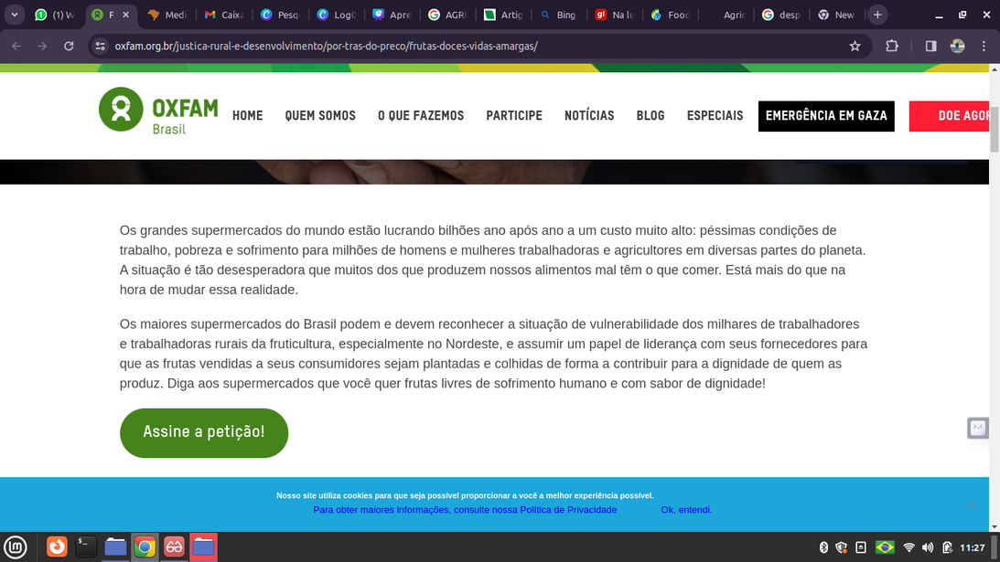 (1) W
F
Medi
Caixa
Pesq
Log
Apre
AGRI
Artig
Bing
Na lu
Food
Agric
desp
New
oxfam.org.br/justica-rural-e-desenvolvimento/por-tras-do-preco/frutas-doces-vidas-amargas/
OXFAM
Brasil
HOME QUEM SOMOS O QUE FAZEMOS PARTICIPE NOTÍCIAS BLOG ESPECIAIS EMERGÊNCIA EM GAZA DOE AGOR
Os grandes supermercados do mundo estão lucrando bilhões ano após ano a um custo muito alto: péssimas condições de
trabalho, pobreza e sofrimento para milhões de homens e mulheres trabalhadoras e agricultores em diversas partes do planeta.
A situação é tão desesperadora que muitos dos que produzem nossos alimentos mal têm o que comer. Está mais do que na
hora de mudar essa realidade.
Os maiores supermercados do Brasil podem e devem reconhecer a situação de vulnerabilidade dos milhares de trabalhadores
e trabalhadoras rurais da fruticultura, especialmente no Nordeste, e assumir um papel de liderança com seus fornecedores para
que as frutas vendidas a seus consumidores sejam plantadas e colhidas de forma a contribuir para a dignidade de quem as
produz. Diga aos supermercados que você quer frutas livres de sofrimento humano e com sabor de dignidade!
Assine a petição!
Nosso site utiliza cookies para que seja possível proporcionar a você a melhor experiência possível.
Para obter maiores informações, consulte nossa Política de Privacidade Ok, entendi.
11:27